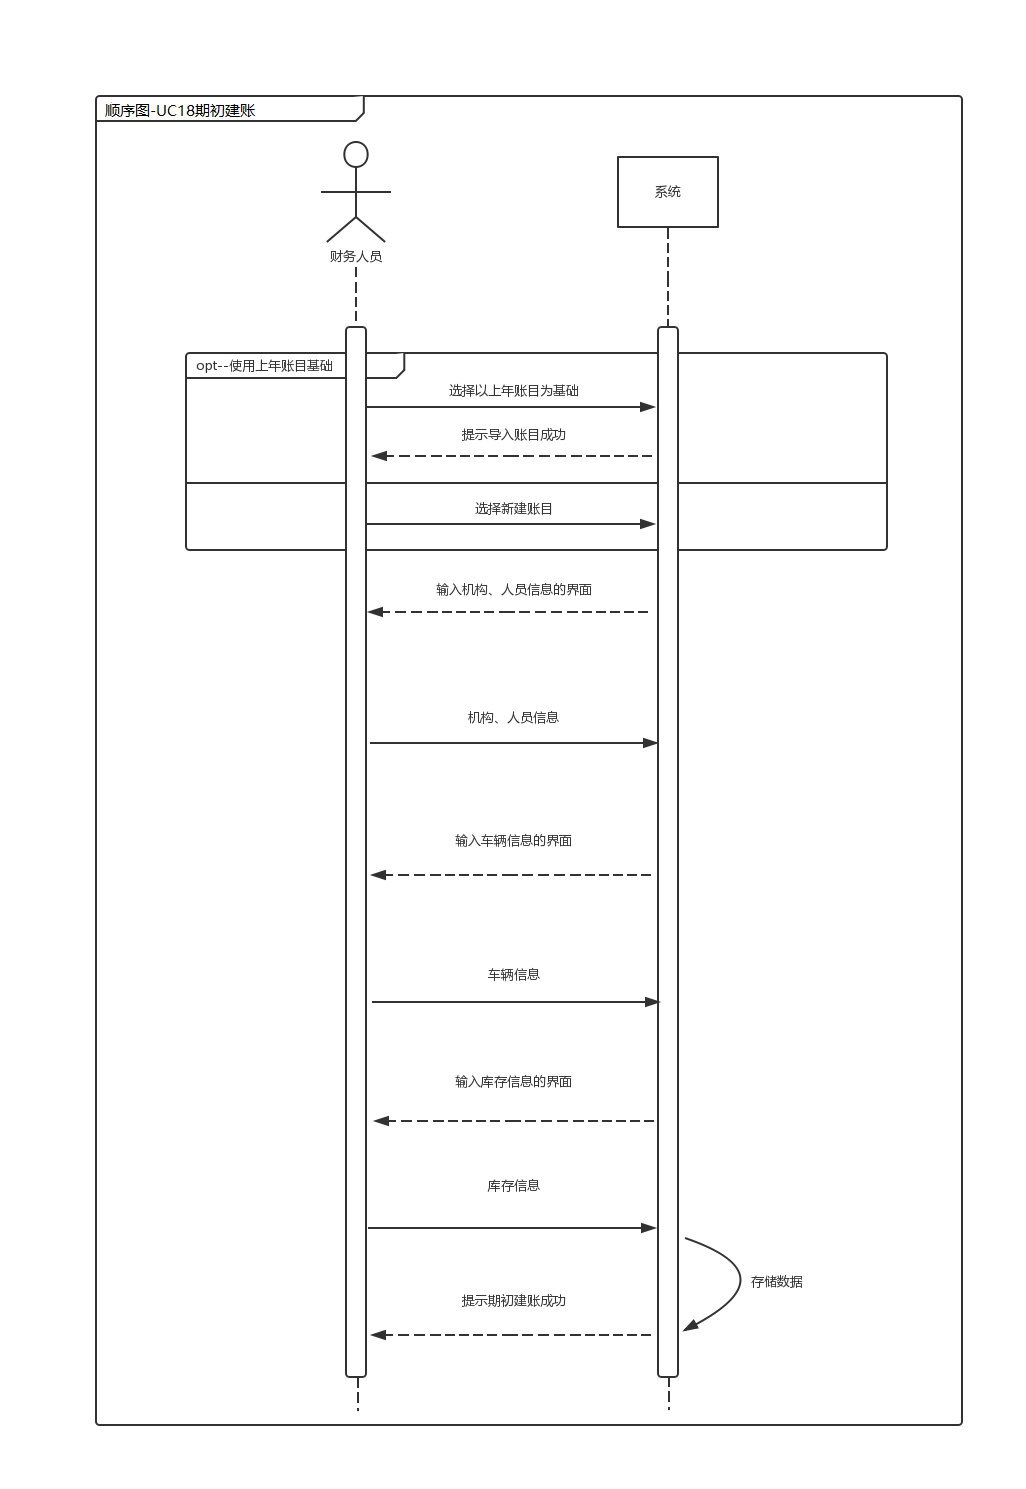 顺序图-UC18期初建账
系统
财务人员
opt--使用上年账目基础
选择以上年账目为基础
提示导入账目成功
选择新建账目
输入机构、人员信息的界面
机构、人员信息
输入车辆信息的界面
车辆信息
输入库存信息的界面
库存信息
存储数据
提示期初建账成功